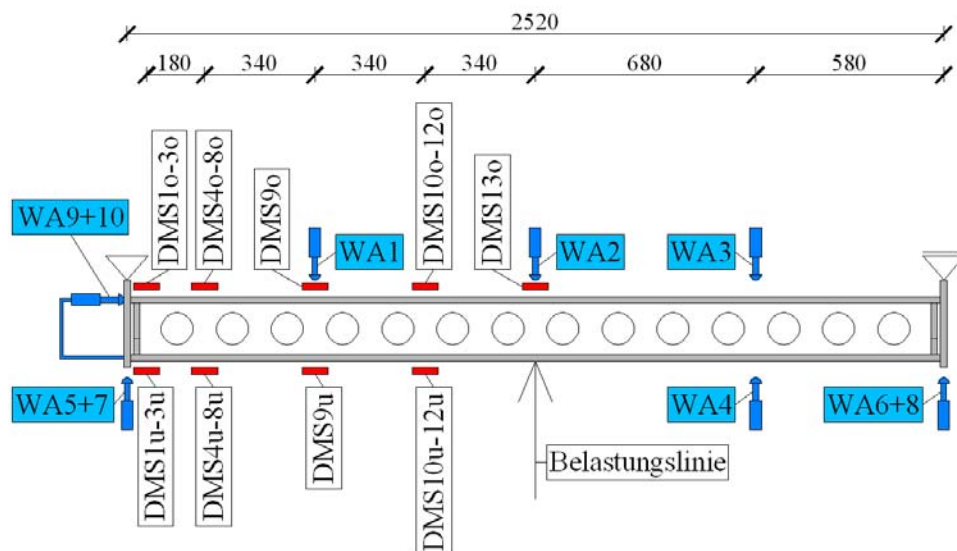 2520
180 340 340 340 680 580
DMS1o-3o
DMS4o-8o
DMS9o
DMS10o-12o
DMS13o
WA9+10
WA1
WA2
WA3
WA5+7
DMS1u-3u
DMS4u-8u
DMS9u
DMS10u-12u
WA4
WA6+8
Belastungslinie